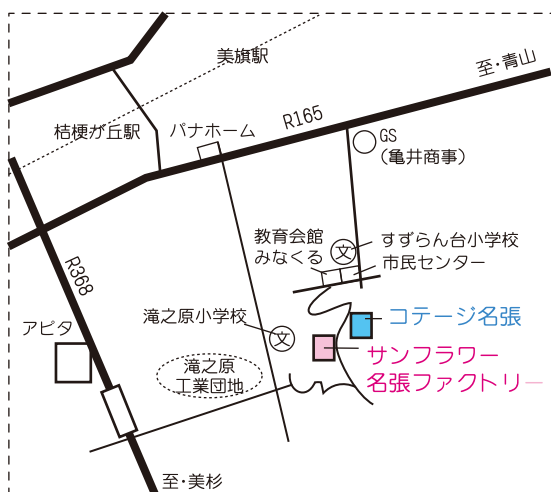 美旗駅
至・青山
桔梗が丘駅
パナホーム
R165
GS
(亀井商事)
教育会館
みなくる
文
すずらん台小学校
市民センター
R368
アピタ
滝之原小学校
文
コテージ名張
サンフラワー
名張ファクトリー
滝之原
工業団地
至・美杉